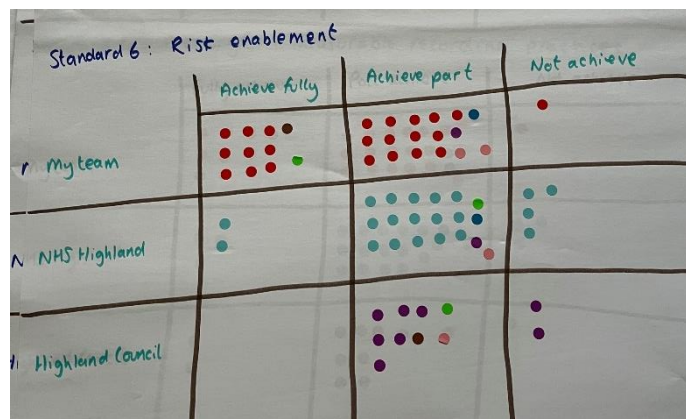 Standard 6: Risk enablement
Achieve fully
Achieve part
Not achieve
My team
NHS Highland
Highland Council